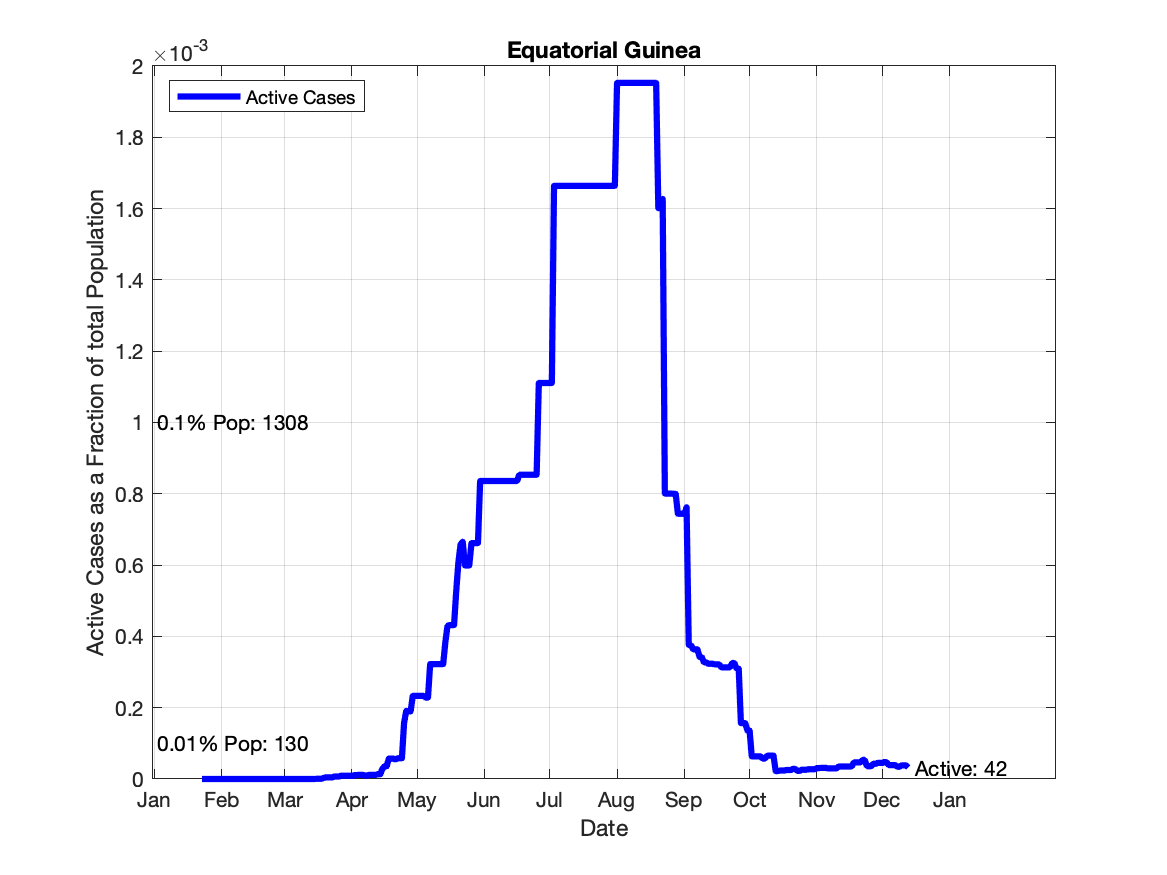 Equatorial Guinea
×10-3
Active Cases
2
1.8
1.6
1.4
1.2
1
0.8
0.6
0.4
0.2
0
0.1% Pop: 1308
0.01% Pop: 130
Active: 42
Active Cases as a Fraction of total Population
Jan Feb Mar Apr May Jun Jul Aug Sep Oct Nov Dec Jan
Date